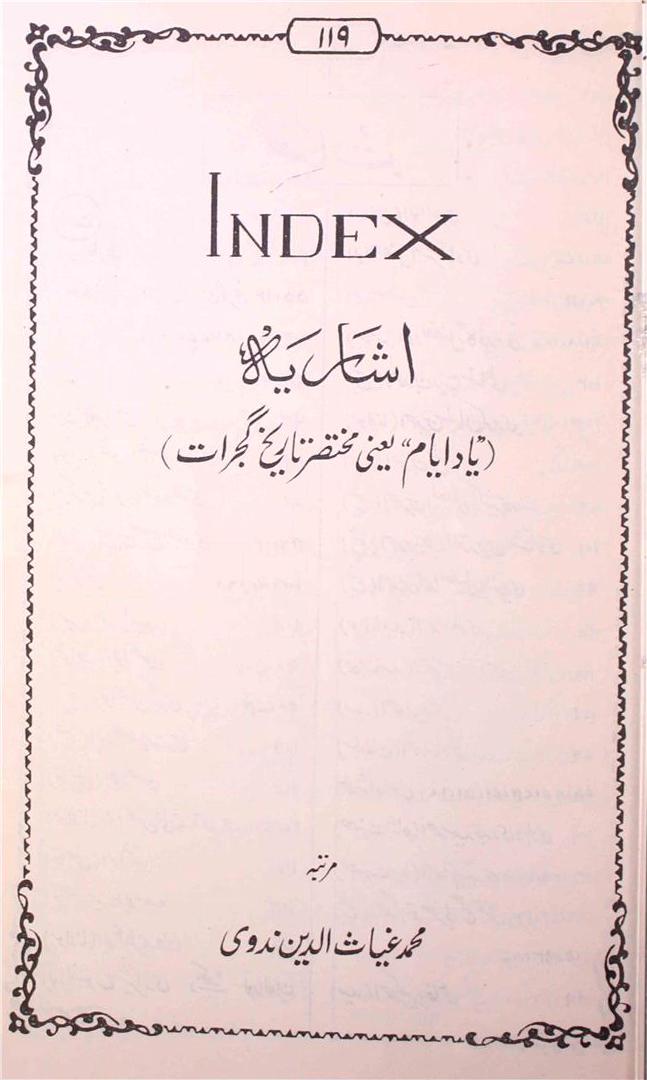 ۱۱۹
INDEX
اشاریہ
(”یاد ایام“ یعنی مختصر تاریخ گجرات)
مرتبہ
محمد غیاث الدین ندوی